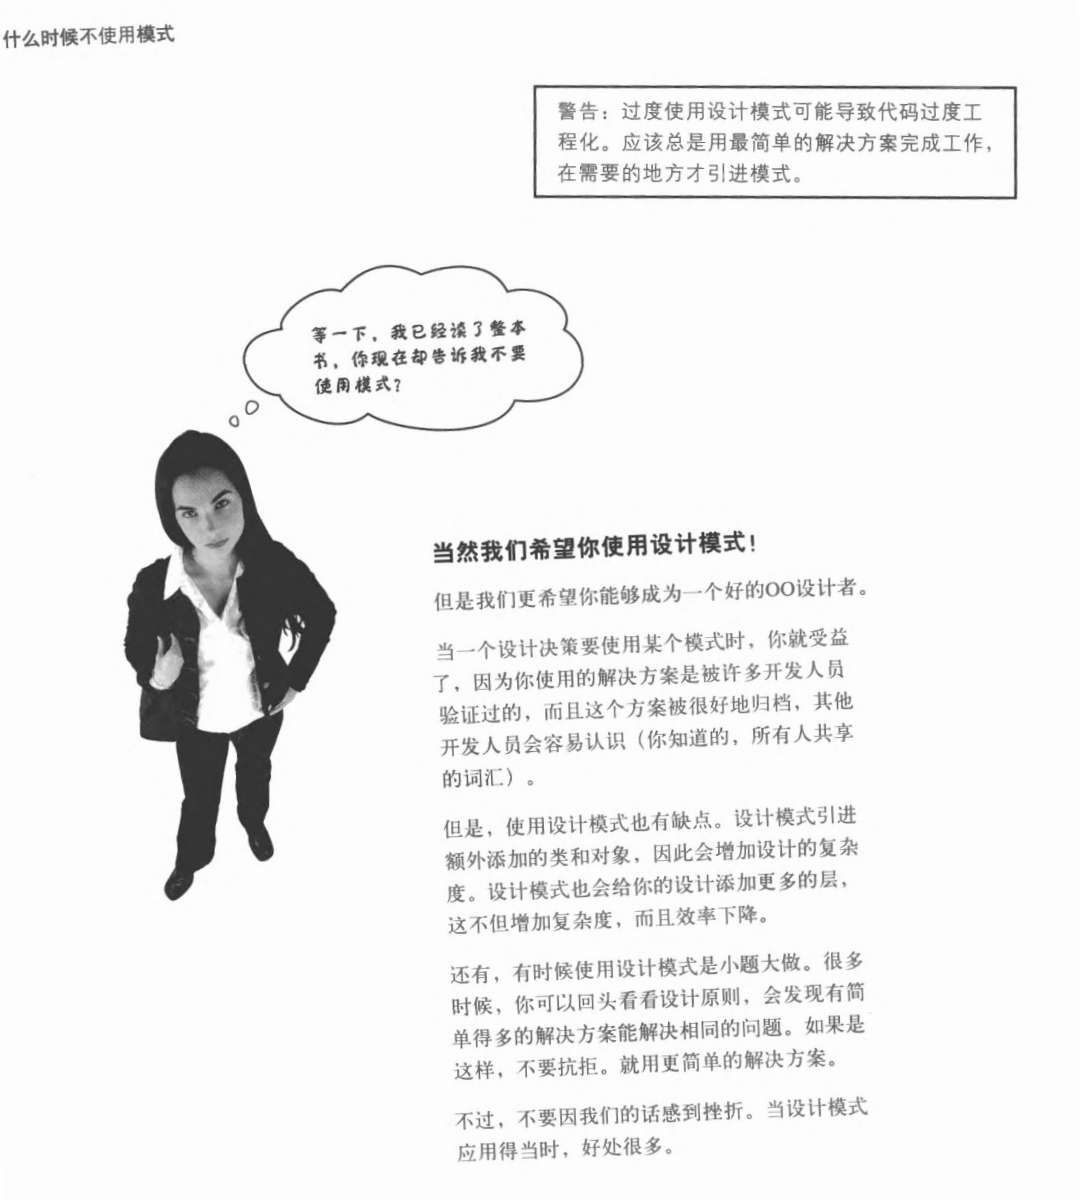 什么时候不使用模式
警告：过度使用设计模式可能导致代码过度工
程化。应该总是用最简单的解决方案完成工作，
在需要的地方才引进模式。
等一下，我已经读了整本
书，你现在却告诉我不要
使用模式？
当然我们希望你使用设计模式！
但是我们更希望你能够成为一个好的OO设计者。
当一个设计决策要使用某个模式时，你就受益
了，因为你使用的解决方案是被许多开发人员
验证过的，而且这个方案被很好地归档，其他
开发人员会容易认识（你知道的，所有人共享
的词汇）。
但是，使用设计模式也有缺点。设计模式引进
额外添加的类和对象，因此会增加设计的复杂
度。设计模式也会给你的设计添加更多的层，
这不但增加复杂度，而且效率下降。
还有，有时候使用设计模式是小题大做。很多
时候，你可以回头看看设计原则，会发现有简
单得多的解决方案能解决相同的问题。如果是
这样，不要抗拒。就用更简单的解决方案。
不过，不要因我们的话感到挫折。当设计模式
应用得当时，好处很多。